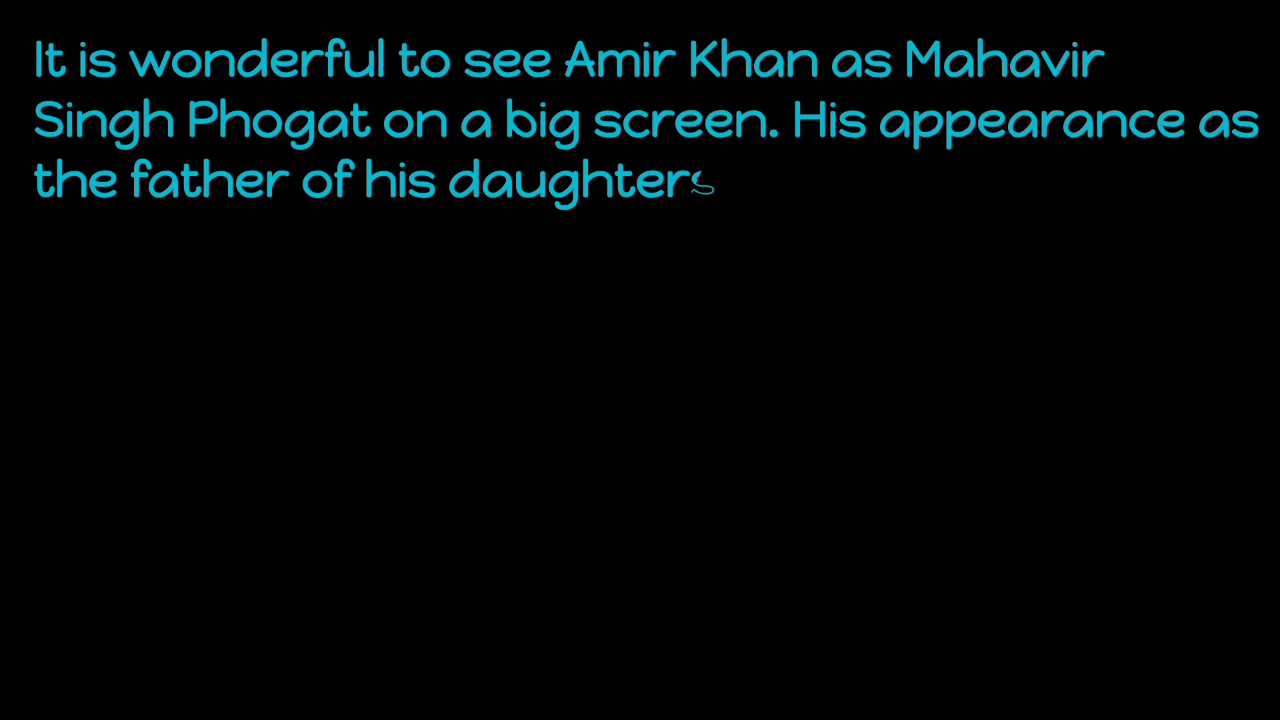 It is wonderful to see Amir Khan as Mahavir
Singh Phogat on a big screen. His appearance as
the father of his daughters